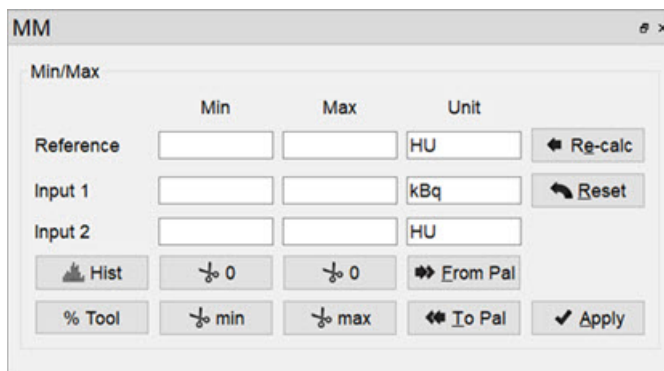 MM
Min/Max
Min Max Unit
Reference HU Re-calc
Input 1 kBq Reset
Input 2 HU
Hist 0 0 From Pal
% Tool min max To Pal Apply